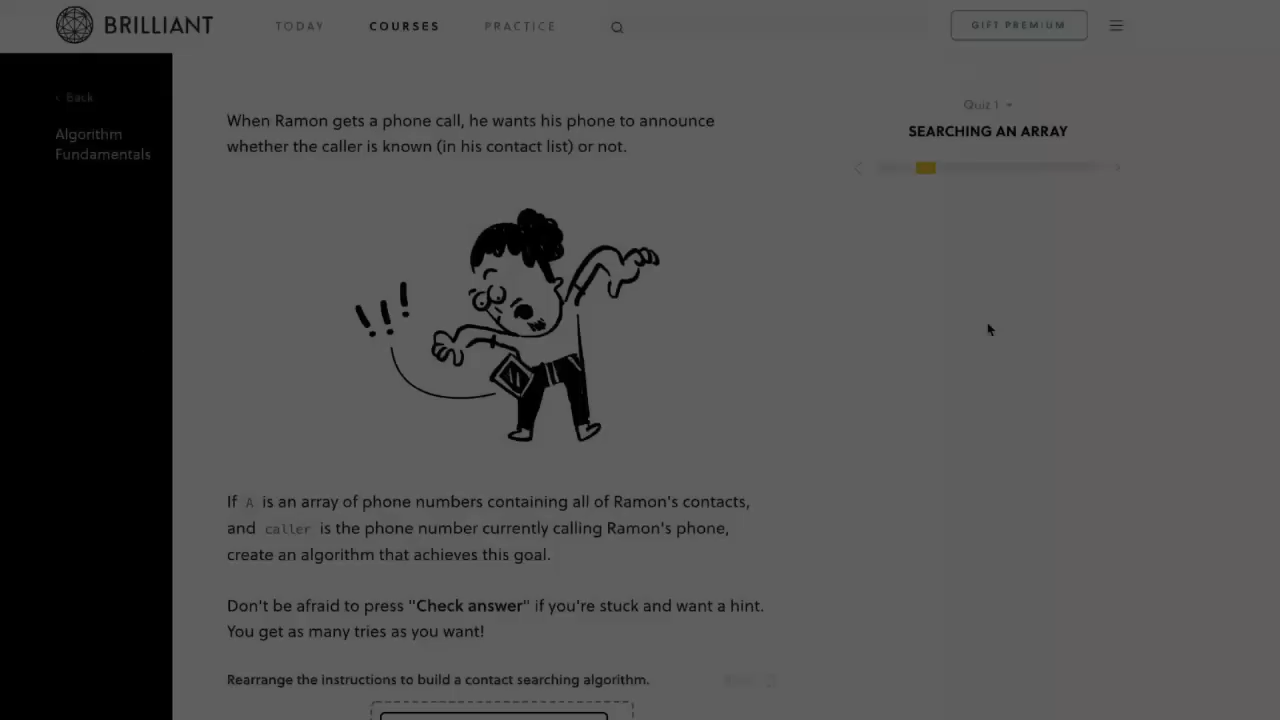 BRILLIANT
TODAY
COURSES
PRACTICE
GIFT PREMIUM
‹ Back
Algorithm
Fundamentals
When Ramon gets a phone call, he wants his phone to announce
whether the caller is known (in his contact list) or not.
Quiz 1
SEARCHING AN ARRAY
!!!
If A is an array of phone numbers containing all of Ramon's contacts,
and caller is the phone number currently calling Ramon's phone,
create an algorithm that achieves this goal.
Don't be afraid to press "Check answer" if you're stuck and want a hint.
You get as many tries as you want!
Rearrange the instructions to build a contact searching algorithm.